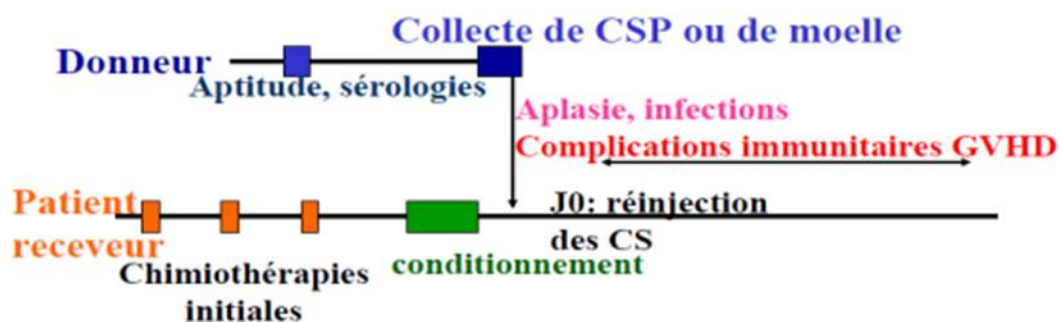 Collecte de CSP ou de moelle
Donneur
Aptitude, sérologies
Aplasie, infections
Complications immunitaires GVHD
Patient
receveur
J0: réinjection
des CS
Chimiothérapies
initiales
conditionnement